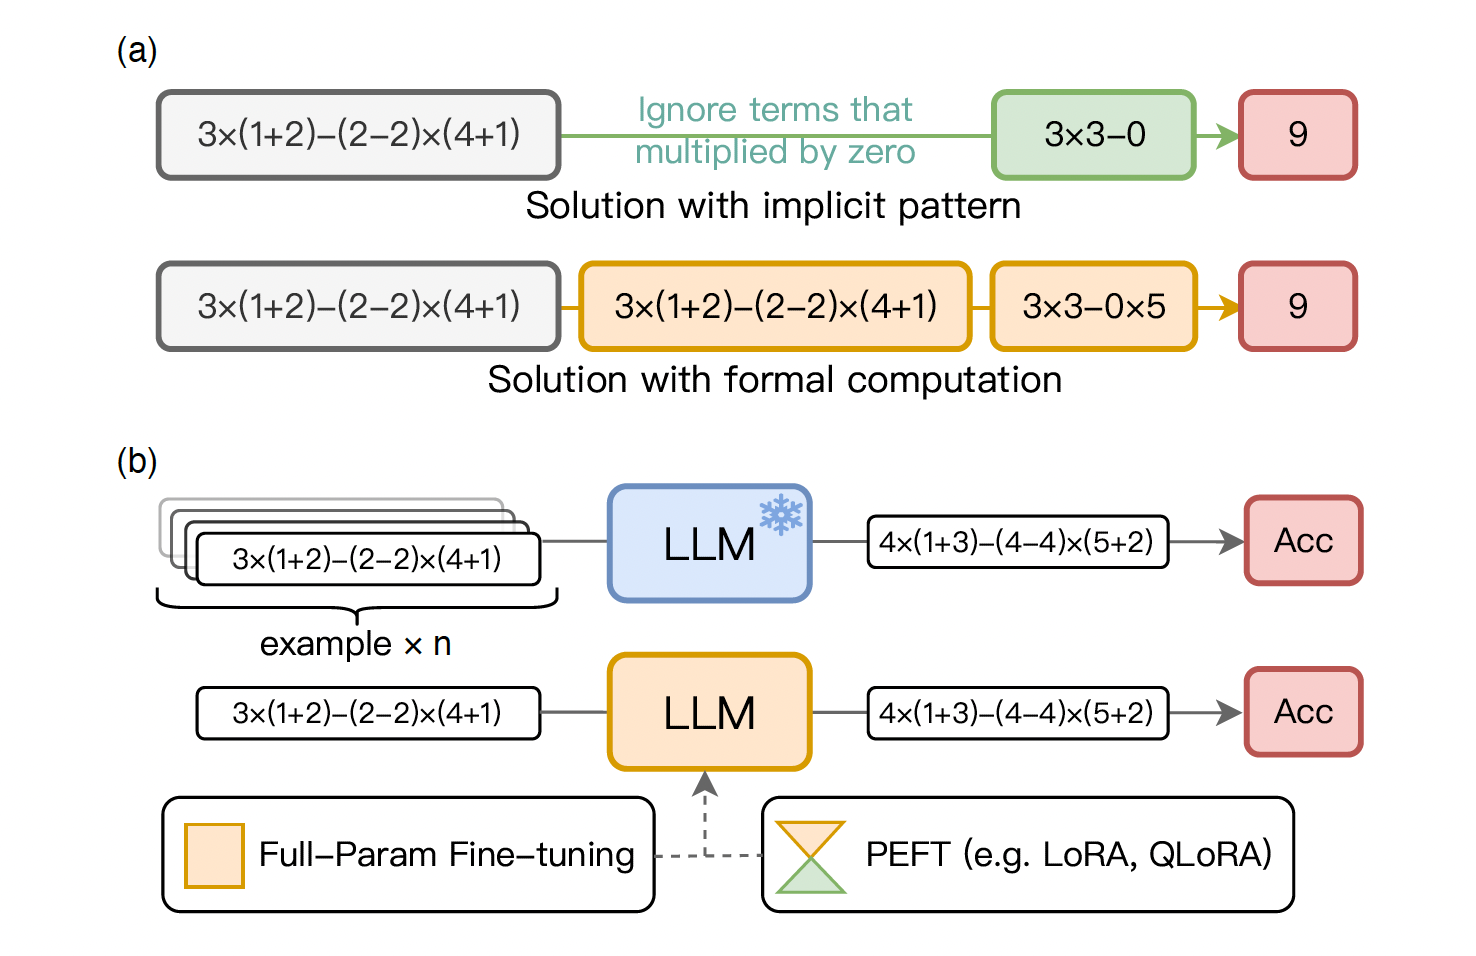 (a)
3×(1+2)−(2−2)×(4+1)
Ignore terms that
multiplied by zero
3×3−0
9
Solution with implicit pattern
3×(1+2)−(2−2)×(4+1)
3×(1+2)−(2−2)×(4+1)
3×3−0×5
9
Solution with formal computation
(b)
3×(1+2)−(2−2)×(4+1)
example × n
LLM
4×(1+3)−(4−4)×(5+2)
Acc
3×(1+2)−(2−2)×(4+1)
LLM
4×(1+3)−(4−4)×(5+2)
Acc
Full−Param Fine−tuning
PEFT (e.g. LoRA, QLoRA)